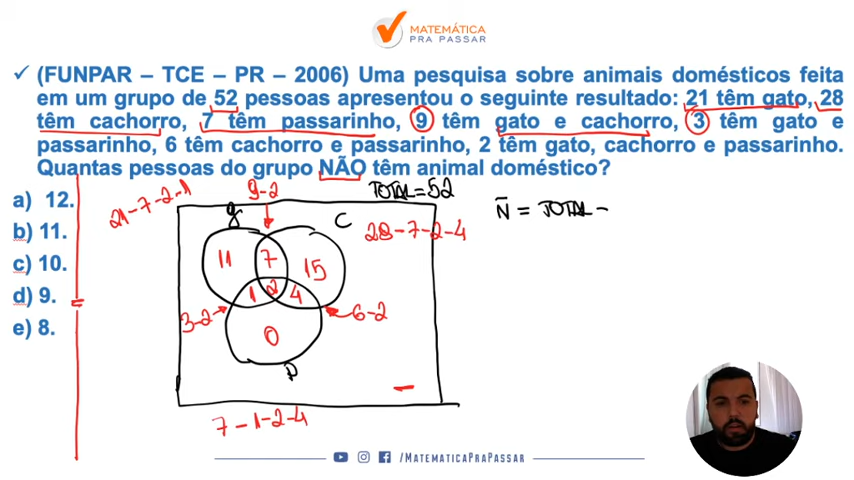 MATEMÁTICA
PRA PASSAR
✓ (FUNPAR – TCE – PR – 2006) Uma pesquisa sobre animais domésticos feita
em um grupo de 52 pessoas apresentou o seguinte resultado: 21 têm gato, 28
têm cachorro, 7 têm passarinho, 9 têm gato e cachorro, 3 têm gato e
passarinho, 6 têm cachorro e passarinho, 2 têm gato, cachorro e passarinho.
Quantas pessoas do grupo NÃO têm animal doméstico?
a) 12.
b) 11.
c) 10.
d) 9.
e) 8.
21-7-2-1
9-2
TOTAL = 52
g
C
28-7-2-4
N̄ = TOTAL –
11
7
15
1
2
4
3-2
6-2
0
P
7-1-2-4
/MATEMATICAPRAPASSAR